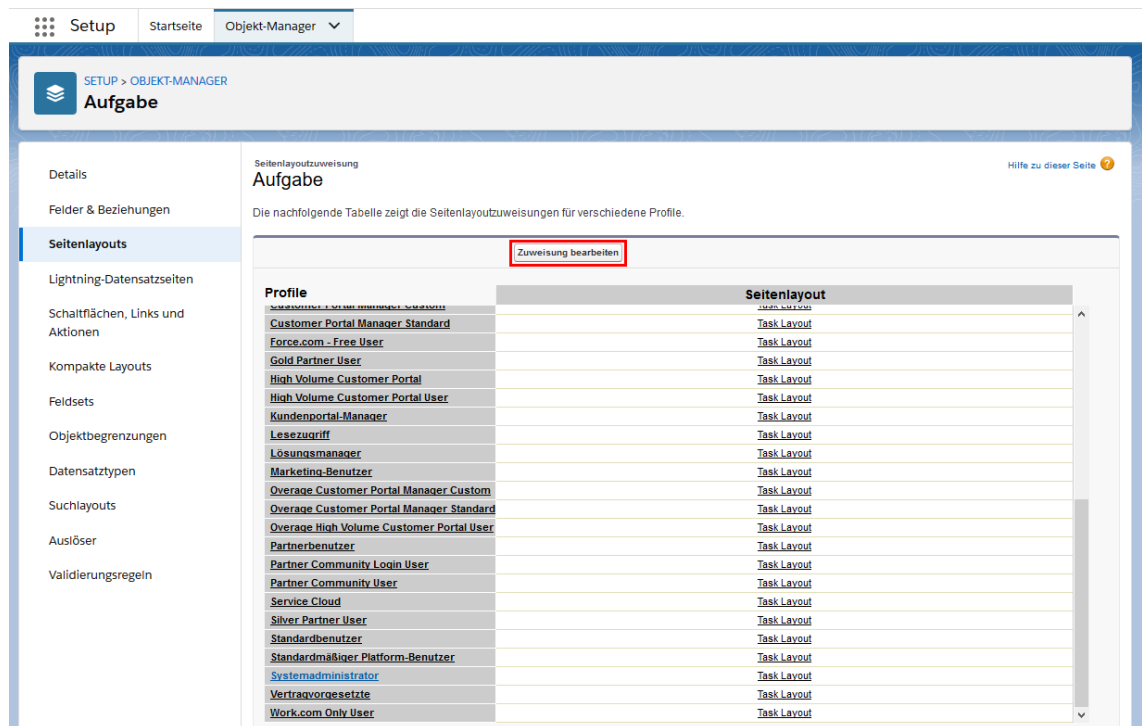 Setup
Startseite
Objekt-Manager
SETUP > OBJEKT-MANAGER
Aufgabe
Details
Felder & Beziehungen
Seitenlayouts
Lightning-Datensatzseiten
Schaltflächen, Links und
Aktionen
Kompakte Layouts
Feldsets
Objektbegrenzungen
Datensatztypen
Suchlayouts
Auslöser
Validierungsregeln
Seitenlayoutzuweisung
Aufgabe
Hilfe zu dieser Seite ?
Die nachfolgende Tabelle zeigt die Seitenlayoutzuweisungen für verschiedene Profile.
Zuweisung bearbeiten
Profile Seitenlayout
Customer Portal Manager Custom Task Layout
Customer Portal Manager Standard Task Layout
Force.com - Free User Task Layout
Gold Partner User Task Layout
High Volume Customer Portal Task Layout
High Volume Customer Portal User Task Layout
Kundenportal-Manager Task Layout
Lesezugriff Task Layout
Lösungsmanager Task Layout
Marketing-Benutzer Task Layout
Overage Customer Portal Manager Custom Task Layout
Overage Customer Portal Manager Standard Task Layout
Overage High Volume Customer Portal User Task Layout
Partnerbenutzer Task Layout
Partner Community Login User Task Layout
Partner Community User Task Layout
Service Cloud Task Layout
Silver Partner User Task Layout
Standardbenutzer Task Layout
Standardmäßiger Platform-Benutzer Task Layout
Systemadministrator Task Layout
Vertragvorgesetzte Task Layout
Work.com Only User Task Layout